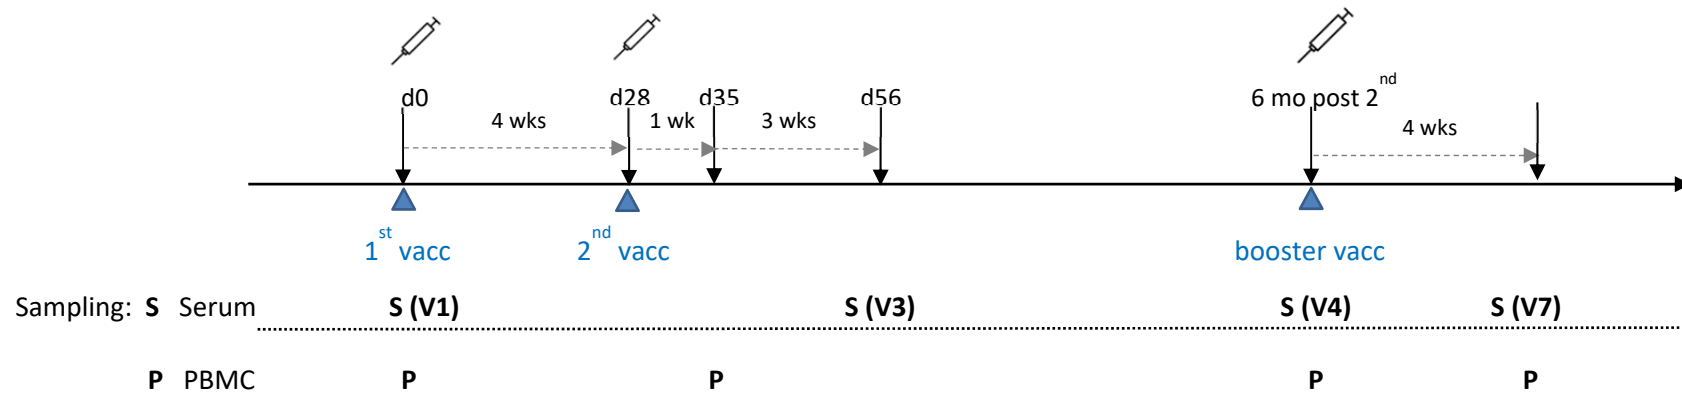 d0 d28 d35 d56 6 mo post 2nd
4 wks 1 wk 3 wks 4 wks
1st vacc 2nd vacc booster vacc
Sampling: S Serum S (V1) S (V3) S (V4) S (V7)
P PBMC P P P P